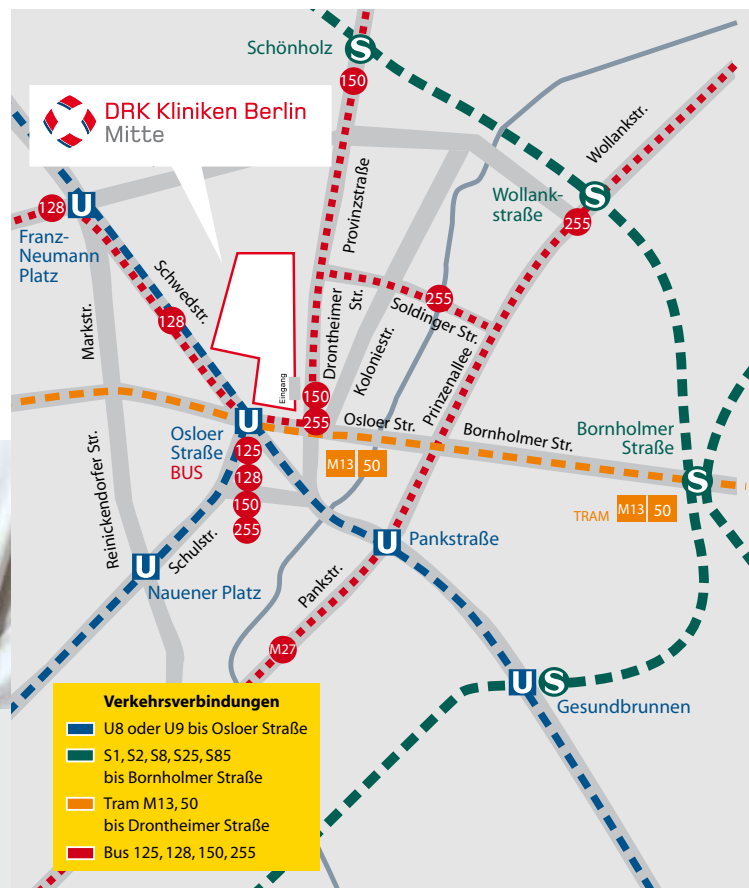 Schönholz
S
150
DRK Kliniken Berlin
Mitte
Wollankstr.
U
128
Franz-
Neumann
Platz
Provinzstraße
Wollank-
straße
S
255
Schwedstr.
128
Markstr.
Drontheimer
Str.
255
Soldinger Str.
Koloniestr.
Prinzenallee
Eingang
150
255
U
Osloer
Straße
BUS
125
128
150
255
Osloer Str.
M13 50
Bornholmer Str.
Bornholmer
Straße
S
TRAM M13 50
Reinickendorfer Str.
Schulstr.
U
Nauener Platz
U
Pankstraße
Pankstr.
M27
U S
Gesundbrunnen
Verkehrsverbindungen
U8 oder U9 bis Osloer Straße
S1, S2, S8, S25, S85
bis Bornholmer Straße
Tram M13, 50
bis Drontheimer Straße
Bus 125, 128, 150, 255